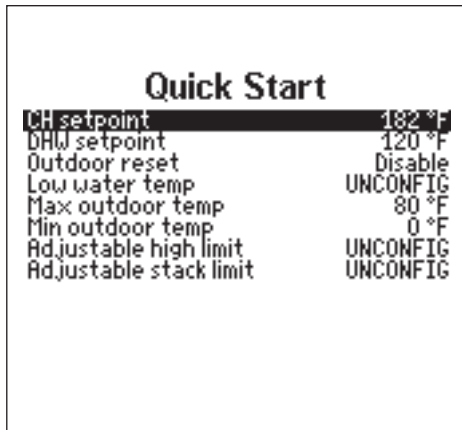 Quick Start
CH setpoint 182 °F
DHW setpoint 120 °F
Outdoor reset Disable
Low water temp UNCONFIG
Max outdoor temp 80 °F
Min outdoor temp 0 °F
Adjustable high limit UNCONFIG
Adjustable stack limit UNCONFIG